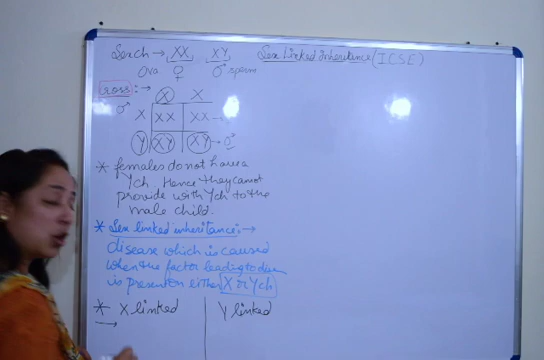 Sex ch → XX XY
Sex Linked inheritance (ICSE)
Ova ♀ ♂ sperm
Cross :→
X X
♂ X XX XX →
Y XY XY → ♂
* females do not have a
Ych Hence they cannot
provide with Ych to the
male child.
* Sex linked inheritance:→
disease which is caused
when the factor leading to
is present on either X or Ych
* X linked Y linked
→